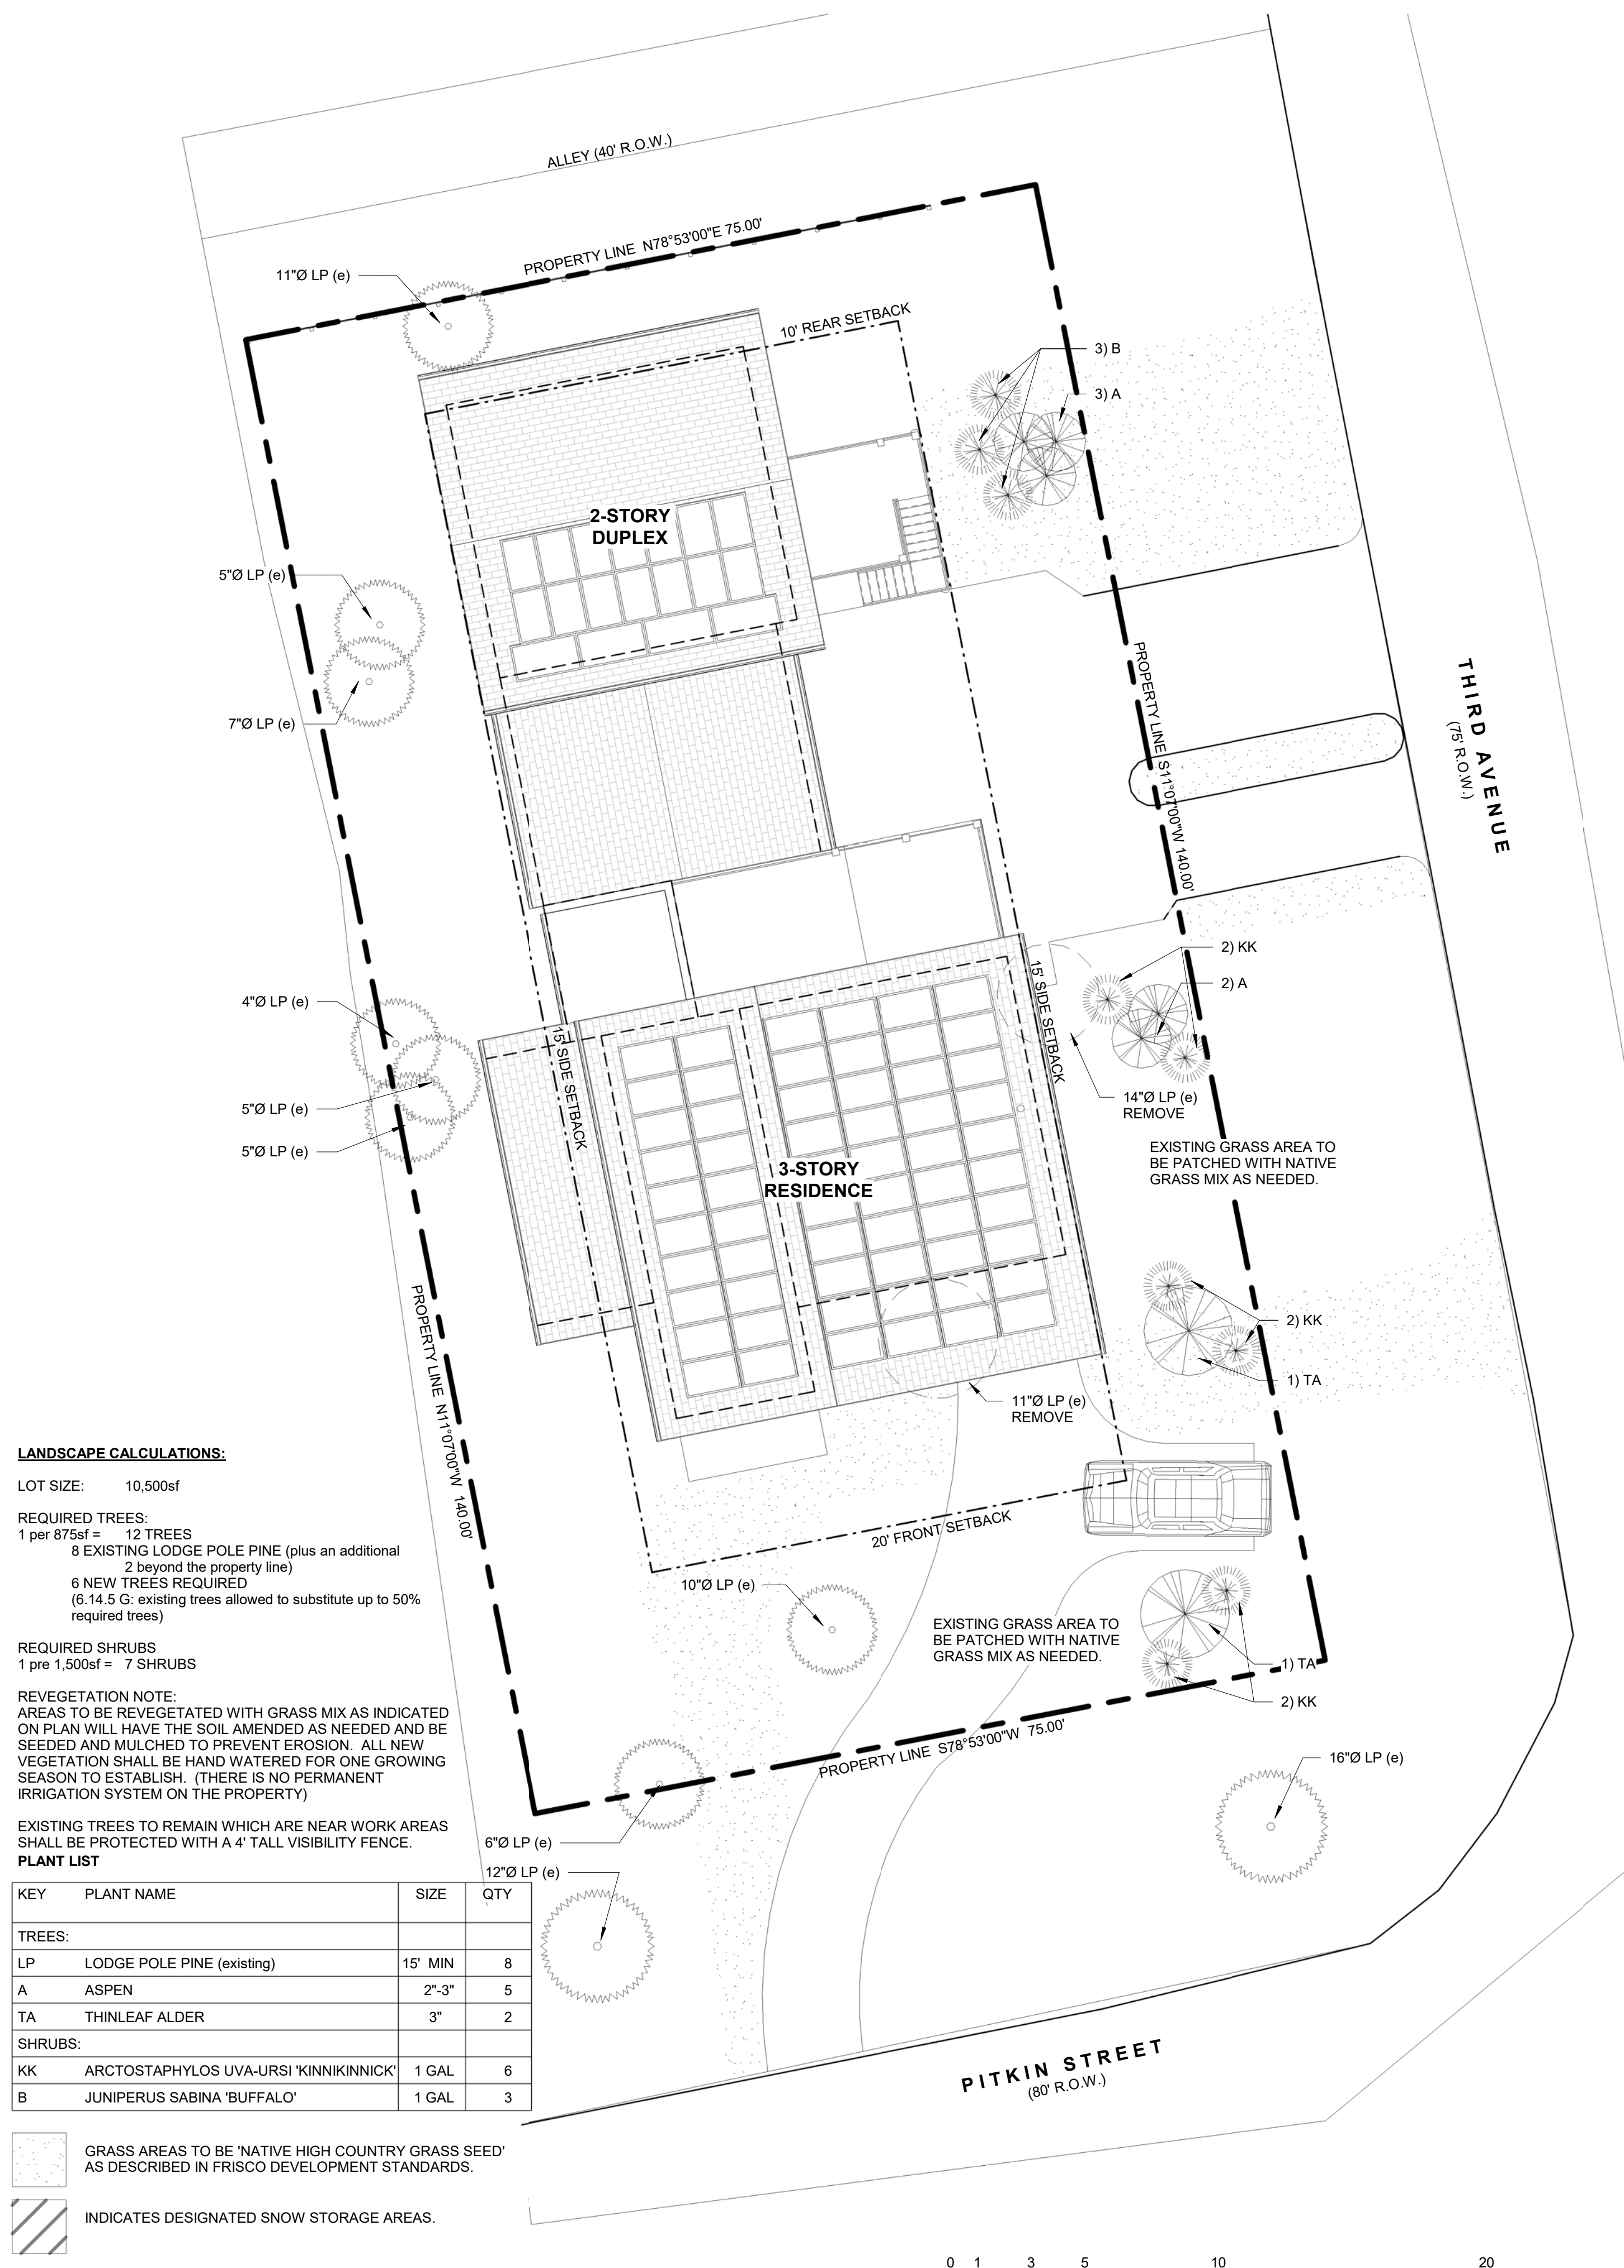 ALLEY (40' R.O.W.)
PROPERTY LINE N78°53'00"E 75.00'
11"Ø LP (e)
10' REAR SETBACK
3) B
3) A
2-STORY
DUPLEX
5"Ø LP (e)
7"Ø LP (e)
PROPERTY LINE S11°07'00"W 140.00'
THIRD AVENUE
(75' R.O.W.)
2) KK
2) A
4"Ø LP (e)
15' SIDE SETBACK
15' SIDE SETBACK
5"Ø LP (e)
14"Ø LP (e)
REMOVE
5"Ø LP (e)
EXISTING GRASS AREA TO
BE PATCHED WITH NATIVE
GRASS MIX AS NEEDED.
3-STORY
RESIDENCE
2) KK
1) TA
11"Ø LP (e)
REMOVE
PROPERTY LINE N11°07'00"W 140.00'
20' FRONT SETBACK
10"Ø LP (e)
EXISTING GRASS AREA TO
BE PATCHED WITH NATIVE
GRASS MIX AS NEEDED.
1) TA
2) KK
PROPERTY LINE S78°53'00"W 75.00'
16"Ø LP (e)
6"Ø LP (e)
12"Ø LP (e)
PITKIN STREET
(80' R.O.W.)
LANDSCAPE CALCULATIONS:
LOT SIZE: 10,500sf
REQUIRED TREES:
1 per 875sf = 12 TREES
8 EXISTING LODGE POLE PINE (plus an additional
2 beyond the property line)
6 NEW TREES REQUIRED
(6.14.5 G: existing trees allowed to substitute up to 50%
required trees)
REQUIRED SHRUBS
1 pre 1,500sf = 7 SHRUBS
REVEGETATION NOTE:
AREAS TO BE REVEGETATED WITH GRASS MIX AS INDICATED
ON PLAN WILL HAVE THE SOIL AMENDED AS NEEDED AND BE
SEEDED AND MULCHED TO PREVENT EROSION. ALL NEW
VEGETATION SHALL BE HAND WATERED FOR ONE GROWING
SEASON TO ESTABLISH. (THERE IS NO PERMANENT
IRRIGATION SYSTEM ON THE PROPERTY)
EXISTING TREES TO REMAIN WHICH ARE NEAR WORK AREAS
SHALL BE PROTECTED WITH A 4' TALL VISIBILITY FENCE.
PLANT LIST
KEY PLANT NAME SIZE QTY
TREES:
LP LODGE POLE PINE (existing) 15' MIN 8
A ASPEN 2"-3" 5
TA THINLEAF ALDER 3" 2
SHRUBS:
KK ARCTOSTAPHYLOS UVA-URSI 'KINNIKINNICK' 1 GAL 6
B JUNIPERUS SABINA 'BUFFALO' 1 GAL 3
GRASS AREAS TO BE 'NATIVE HIGH COUNTRY GRASS SEED'
AS DESCRIBED IN FRISCO DEVELOPMENT STANDARDS.
INDICATES DESIGNATED SNOW STORAGE AREAS.
0 1 3 5 10 20